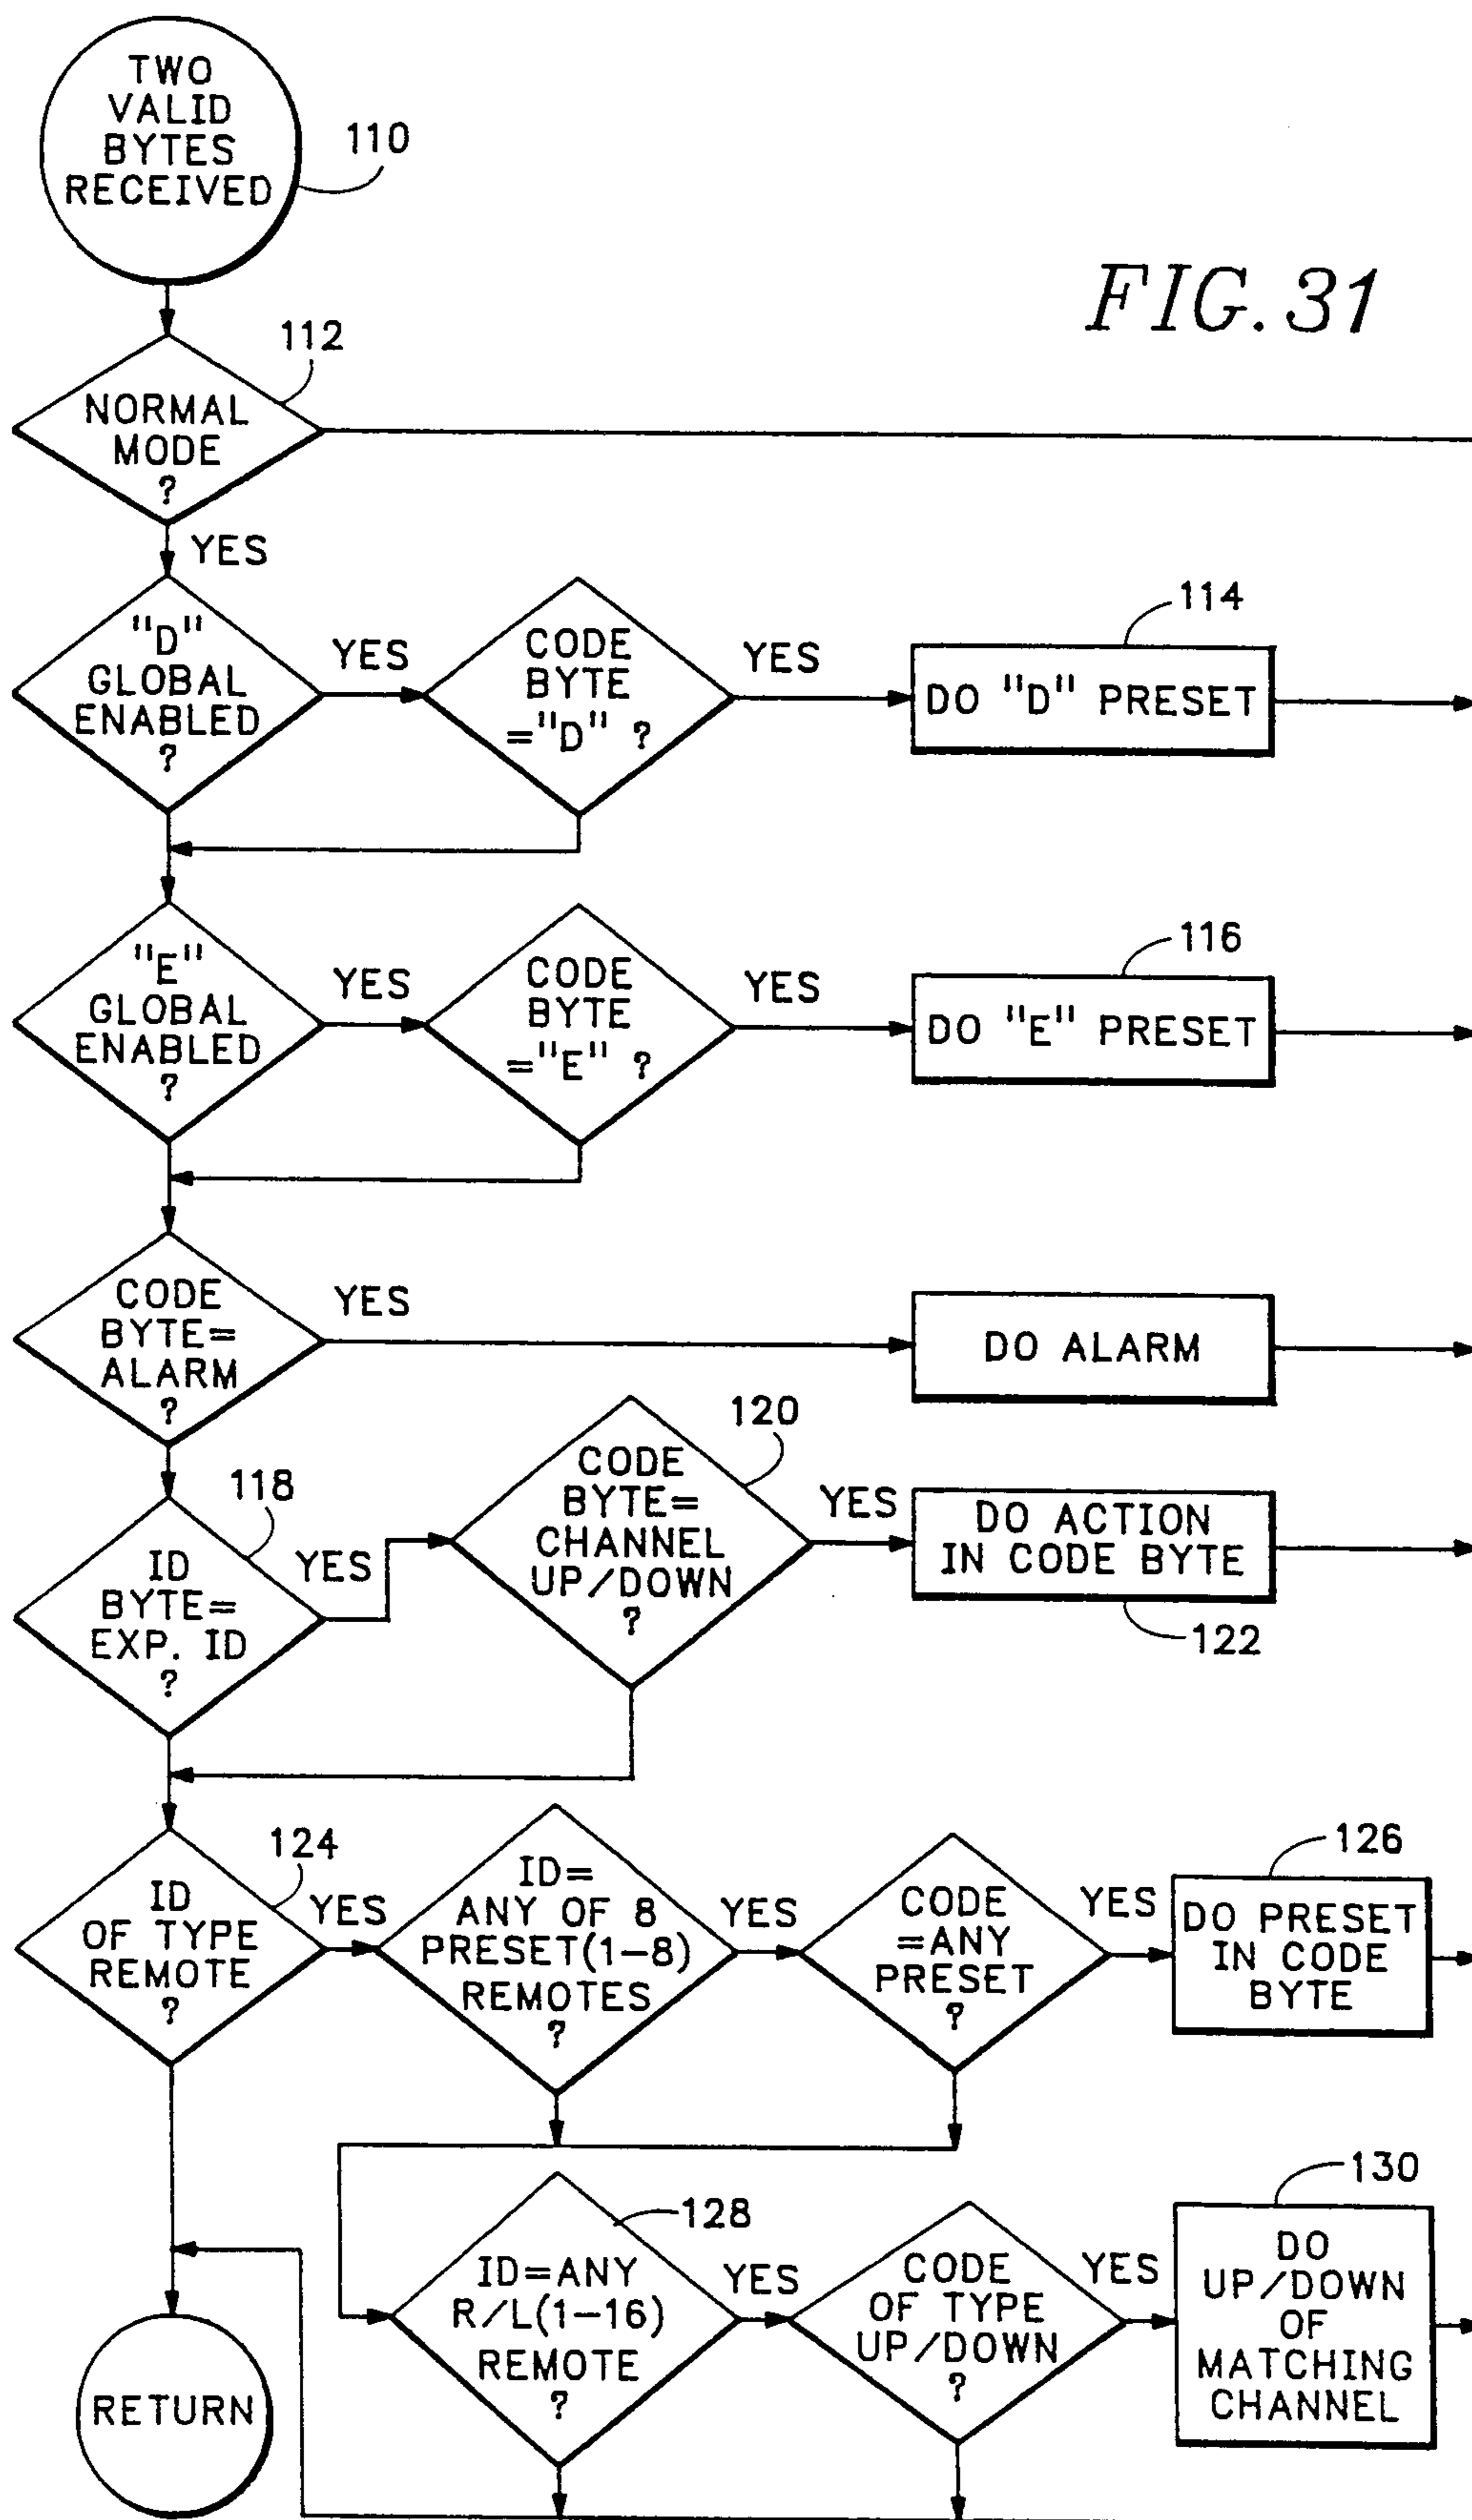 TWO
VALID
BYTES
RECEIVED
110
FIG. 31
112
NORMAL
MODE
?
YES
"D"
GLOBAL
ENABLED
?
YES
CODE
BYTE
="D" ?
YES
114
DO "D" PRESET
"E"
GLOBAL
ENABLED
?
YES
CODE
BYTE
="E" ?
YES
116
DO "E" PRESET
CODE
BYTE=
ALARM
?
YES
DO ALARM
118
ID
BYTE=
EXP. ID
?
YES
120
CODE
BYTE=
CHANNEL
UP/DOWN
?
YES
DO ACTION
IN CODE BYTE
122
124
ID
OF TYPE
REMOTE
?
YES
ID=
ANY OF 8
PRESET(1-8)
REMOTES
?
YES
CODE
=ANY
PRESET
?
YES
126
DO PRESET
IN CODE
BYTE
128
ID=ANY
R/L(1-16)
REMOTE
?
YES
CODE
OF TYPE
UP/DOWN
?
YES
130
DO
UP/DOWN
OF
MATCHING
CHANNEL
RETURN